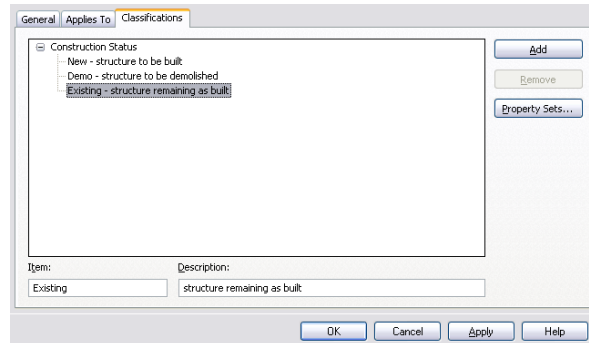 General Applies To Classifications
Construction Status
New - structure to be built
Demo - structure to be demolished
Existing - structure remaining as built
Add
Remove
Property Sets...
Item: Description:
Existing structure remaining as built
OK Cancel Apply Help